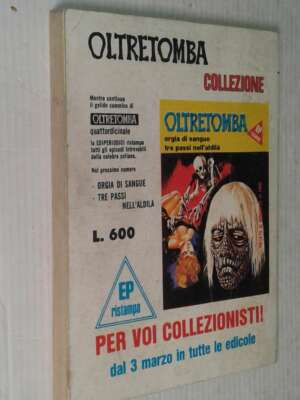 OLTRETOMBA
COLLEZIONE
Mentre continua
il gelido cammino di
OLTRETOMBA
quattordicinale
la EDIPERIODICI ristampa
tutti gli episodi introvabili
della celebre collana.
Nel prossimo numero
- ORGIA DI SANGUE
- TRE PASSI
NELL'ALDILA
L. 600
OLTRETOMBA
orgia di sangue
tre passi nell'aldilà
EP
ristampa
PER VOI COLLEZIONISTI!
dal 3 marzo in tutte le edicole